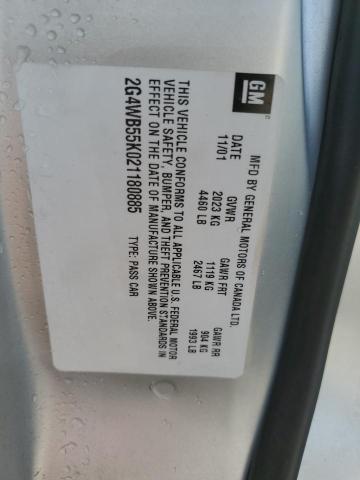 GM
MFD BY GENERAL MOTORS OF CANADA LTD.
DATE GVWR GAWR FRT GAWR RR
11/01 2023 KG 1119 KG 904 KG
4460 LB 2467 LB 1993 LB
THIS VEHICLE CONFORMS TO ALL APPLICABLE U.S. FEDERAL MOTOR
VEHICLE SAFETY, BUMPER, AND THEFT PREVENTION STANDARDS IN
EFFECT ON THE DATE OF MANUFACTURE SHOWN ABOVE.
2G4WB55K021180885 TYPE: PASS CAR